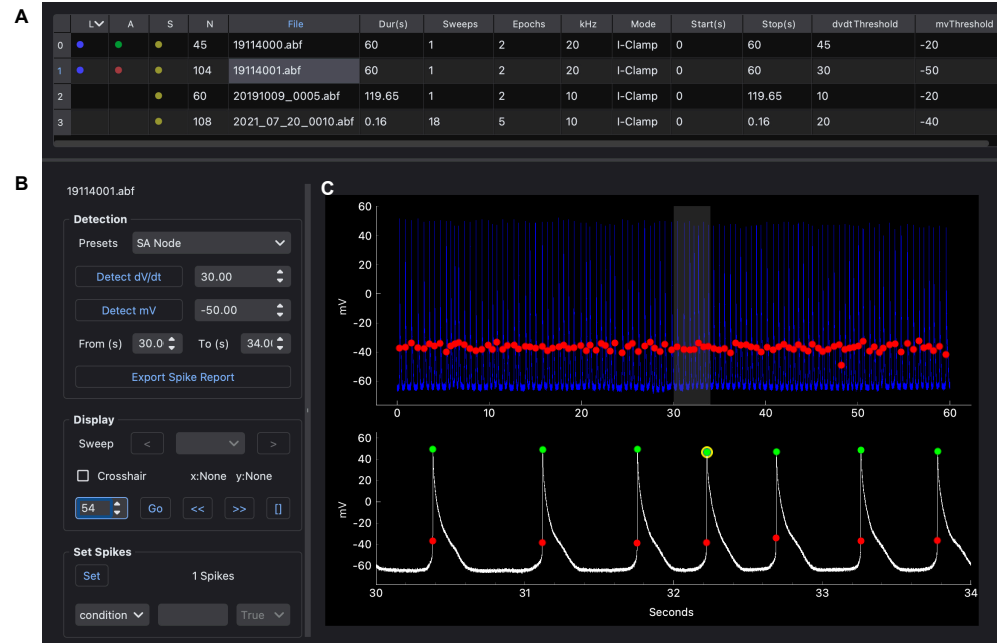 A
L A S N File Dur(s) Sweeps Epochs kHz Mode Start(s) Stop(s) dvdtThreshold mvThreshold
0 45 19114000.abf 60 1 2 20 I-Clamp 0 60 45 -20
1 104 19114001.abf 60 1 2 20 I-Clamp 0 60 30 -50
2 60 20191009_0005.abf 119.65 1 2 10 I-Clamp 0 119.65 10 -20
3 108 2021_07_20_0010.abf 0.16 18 5 10 I-Clamp 0 0.16 20 -40
B
19114001.abf
Detection
Presets SA Node
Detect dV/dt 30.00
Detect mV -50.00
From (s) 30.0 To (s) 34.0
Export Spike Report
Display
Sweep < >
Crosshair x:None y:None
54 Go << >> []
Set Spikes
Set 1 Spikes
condition True
C
60
40
20
0
-20
-40
-60
mV
0 10 20 30 40 50 60
60
40
20
0
-20
-40
-60
mV
30 31 32 33 34
Seconds